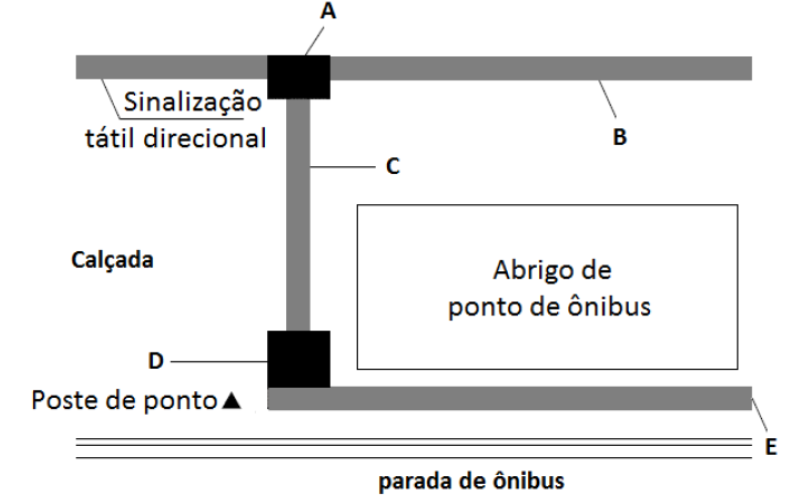 A
Sinalização
tátil direcional
B
C
Calçada
Abrigo de
ponto de ônibus
D
Poste de ponto
E
parada de ônibus